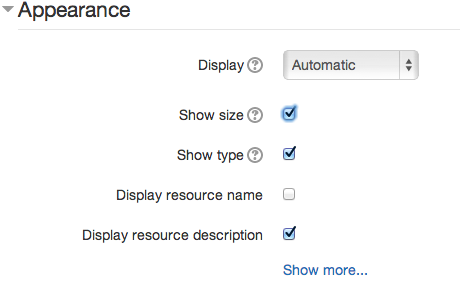 Appearance
Display
Automatic
Show size
Show type
Display resource name
Display resource description
Show more...